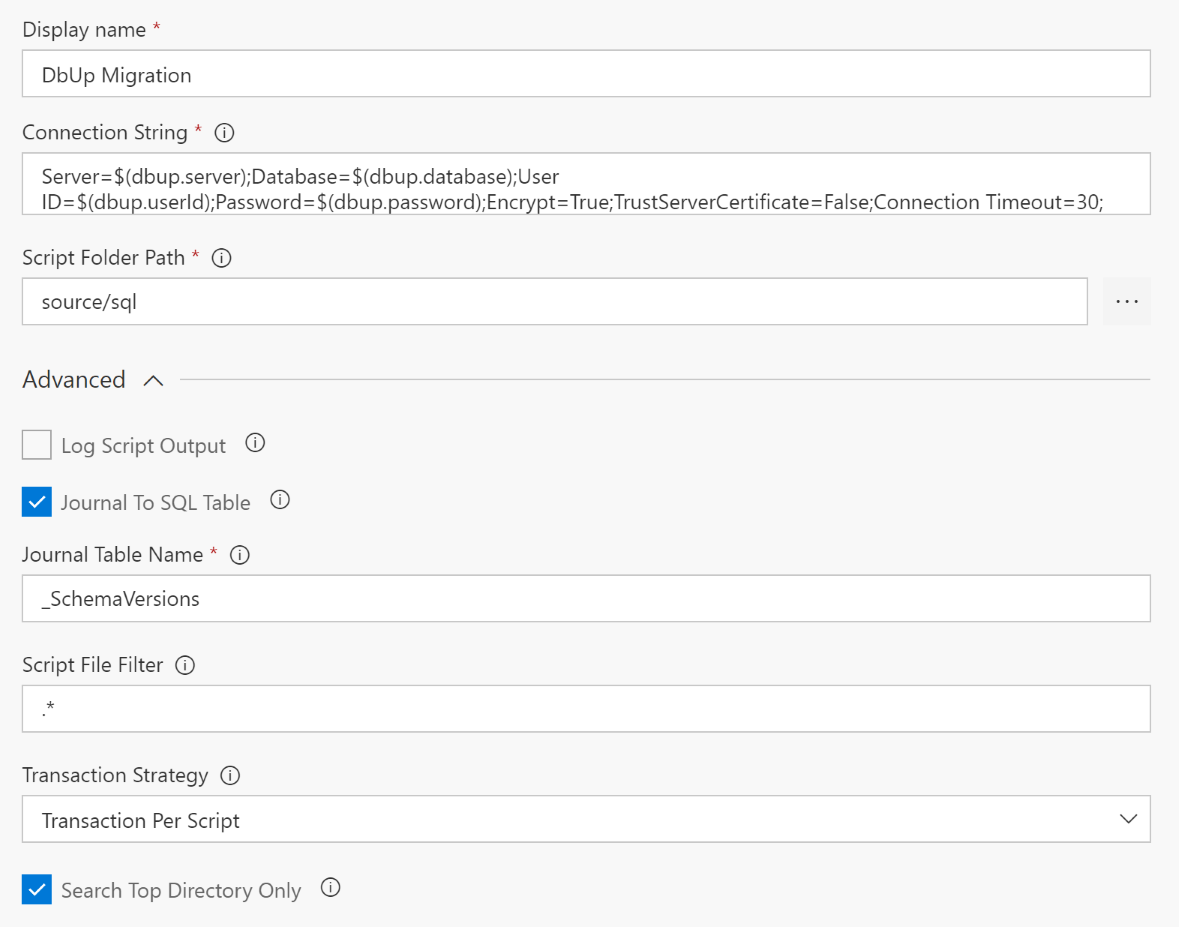 Display name *
DbUp Migration
Connection String *
Server=$(dbup.server);Database=$(dbup.database);User
ID=$(dbup.userId);Password=$(dbup.password);Encrypt=True;TrustServerCertificate=False;Connection Timeout=30;
Script Folder Path *
source/sql
...
Advanced
Log Script Output
Journal To SQL Table
Journal Table Name *
_SchemaVersions
Script File Filter
.*
Transaction Strategy
Transaction Per Script
Search Top Directory Only